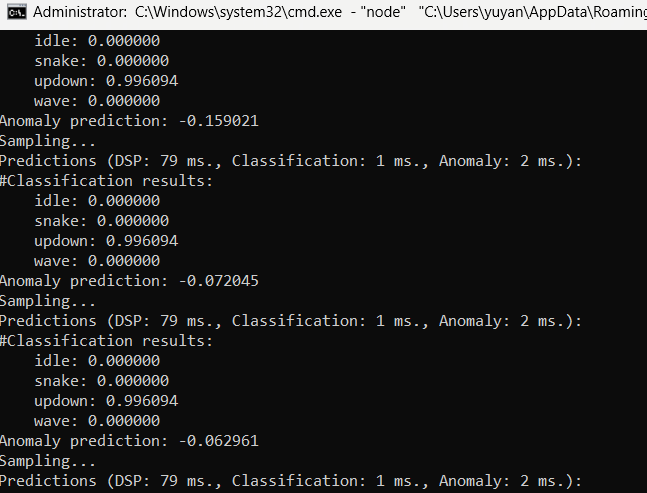 Administrator: C:\Windows\system32\cmd.exe - "node" "C:\Users\yuyan\AppData\Roaming
idle: 0.000000
snake: 0.000000
updown: 0.996094
wave: 0.000000
Anomaly prediction: -0.159021
Sampling...
Predictions (DSP: 79 ms., Classification: 1 ms., Anomaly: 2 ms.):
#Classification results:
idle: 0.000000
snake: 0.000000
updown: 0.996094
wave: 0.000000
Anomaly prediction: -0.072045
Sampling...
Predictions (DSP: 79 ms., Classification: 1 ms., Anomaly: 2 ms.):
#Classification results:
idle: 0.000000
snake: 0.000000
updown: 0.996094
wave: 0.000000
Anomaly prediction: -0.062961
Sampling...
Predictions (DSP: 79 ms., Classification: 1 ms., Anomaly: 2 ms.):